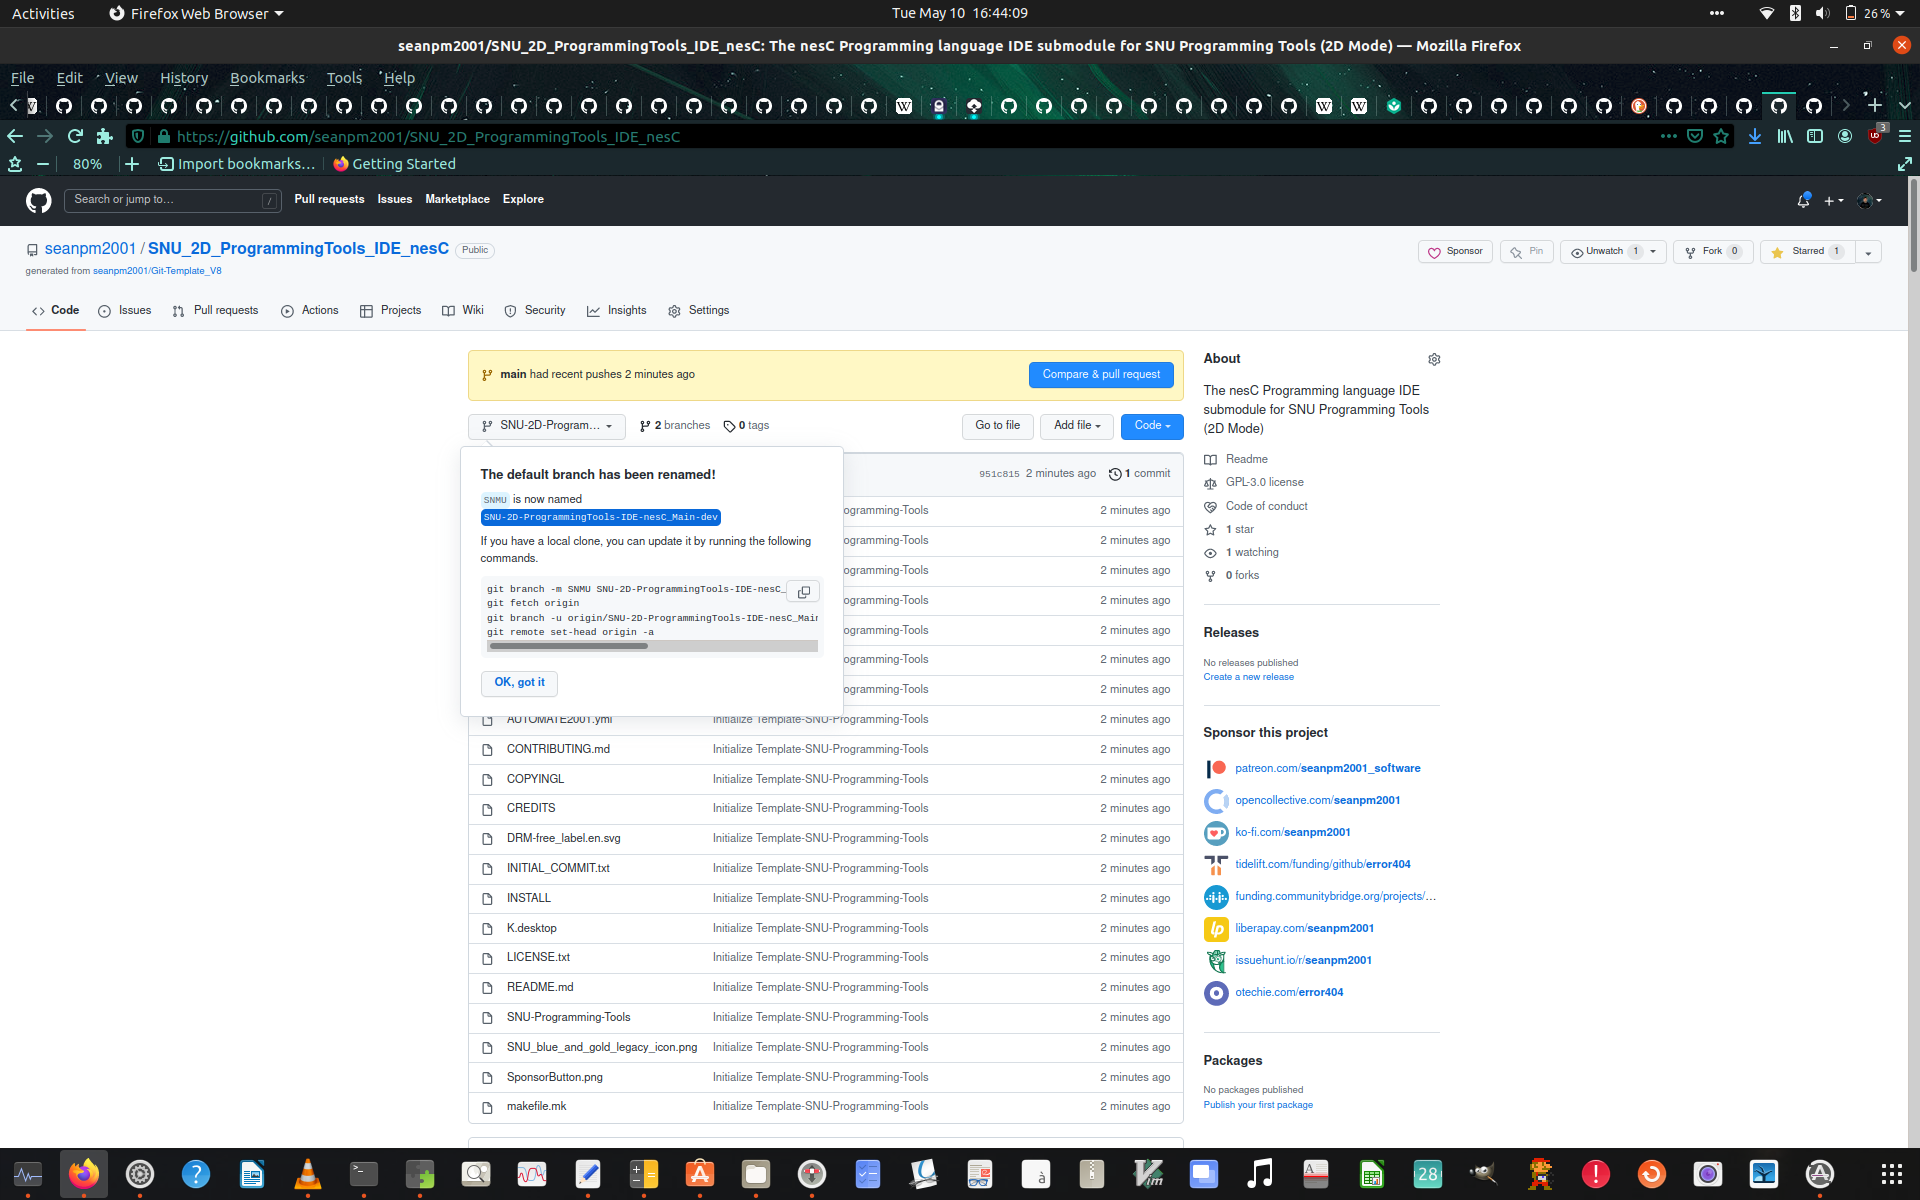 Activities
Firefox Web Browser
Tue May 10 16:44:09
26 %
seanpm2001/SNU_2D_ProgrammingTools_IDE_nesC: The nesC Programming language IDE submodule for SNU Programming Tools (2D Mode) — Mozilla Firefox
File Edit View History Bookmarks Tools Help
https://github.com/seanpm2001/SNU_2D_ProgrammingTools_IDE_nesC
3
80%
Import bookmarks...
Getting Started
Search or jump to...
/
Pull requests
Issues
Marketplace
Explore
seanpm2001 / SNU_2D_ProgrammingTools_IDE_nesC
Public
generated from seanpm2001/Git-Template_V8
Sponsor
Pin
Unwatch 1
Fork 0
Starred 1
Code
Issues
Pull requests
Actions
Projects
Wiki
Security
Insights
Settings
main had recent pushes 2 minutes ago
Compare & pull request
SNU-2D-Program...
2 branches
0 tags
Go to file
Add file
Code
The default branch has been renamed!
SNMU is now named
SNU-2D-ProgrammingTools-IDE-nesC_Main-dev
If you have a local clone, you can update it by running the following
commands.
git branch -m SNMU SNU-2D-ProgrammingTools-IDE-nesC_
git fetch origin
git branch -u origin/SNU-2D-ProgrammingTools-IDE-nesC_Main
git remote set-head origin -a
OK, got it
951c815 2 minutes ago 1 commit
ogramming-Tools 2 minutes ago
ogramming-Tools 2 minutes ago
ogramming-Tools 2 minutes ago
ogramming-Tools 2 minutes ago
ogramming-Tools 2 minutes ago
ogramming-Tools 2 minutes ago
ogramming-Tools 2 minutes ago
AUTOMATE2001.yml Initialize Template-SNU-Programming-Tools 2 minutes ago
CONTRIBUTING.md Initialize Template-SNU-Programming-Tools 2 minutes ago
COPYINGL Initialize Template-SNU-Programming-Tools 2 minutes ago
CREDITS Initialize Template-SNU-Programming-Tools 2 minutes ago
DRM-free_label.en.svg Initialize Template-SNU-Programming-Tools 2 minutes ago
INITIAL_COMMIT.txt Initialize Template-SNU-Programming-Tools 2 minutes ago
INSTALL Initialize Template-SNU-Programming-Tools 2 minutes ago
K.desktop Initialize Template-SNU-Programming-Tools 2 minutes ago
LICENSE.txt Initialize Template-SNU-Programming-Tools 2 minutes ago
README.md Initialize Template-SNU-Programming-Tools 2 minutes ago
SNU-Programming-Tools Initialize Template-SNU-Programming-Tools 2 minutes ago
SNU_blue_and_gold_legacy_icon.png Initialize Template-SNU-Programming-Tools 2 minutes ago
SponsorButton.png Initialize Template-SNU-Programming-Tools 2 minutes ago
makefile.mk Initialize Template-SNU-Programming-Tools 2 minutes ago
About
The nesC Programming language IDE
submodule for SNU Programming Tools
(2D Mode)
Readme
GPL-3.0 license
Code of conduct
1 star
1 watching
0 forks
Releases
No releases published
Create a new release
Sponsor this project
patreon.com/seanpm2001_software
opencollective.com/seanpm2001
ko-fi.com/seanpm2001
tidelift.com/funding/github/error404
funding.communitybridge.org/projects/...
liberapay.com/seanpm2001
issuehunt.io/r/seanpm2001
otechie.com/error404
Packages
No packages published
Publish your first package
28